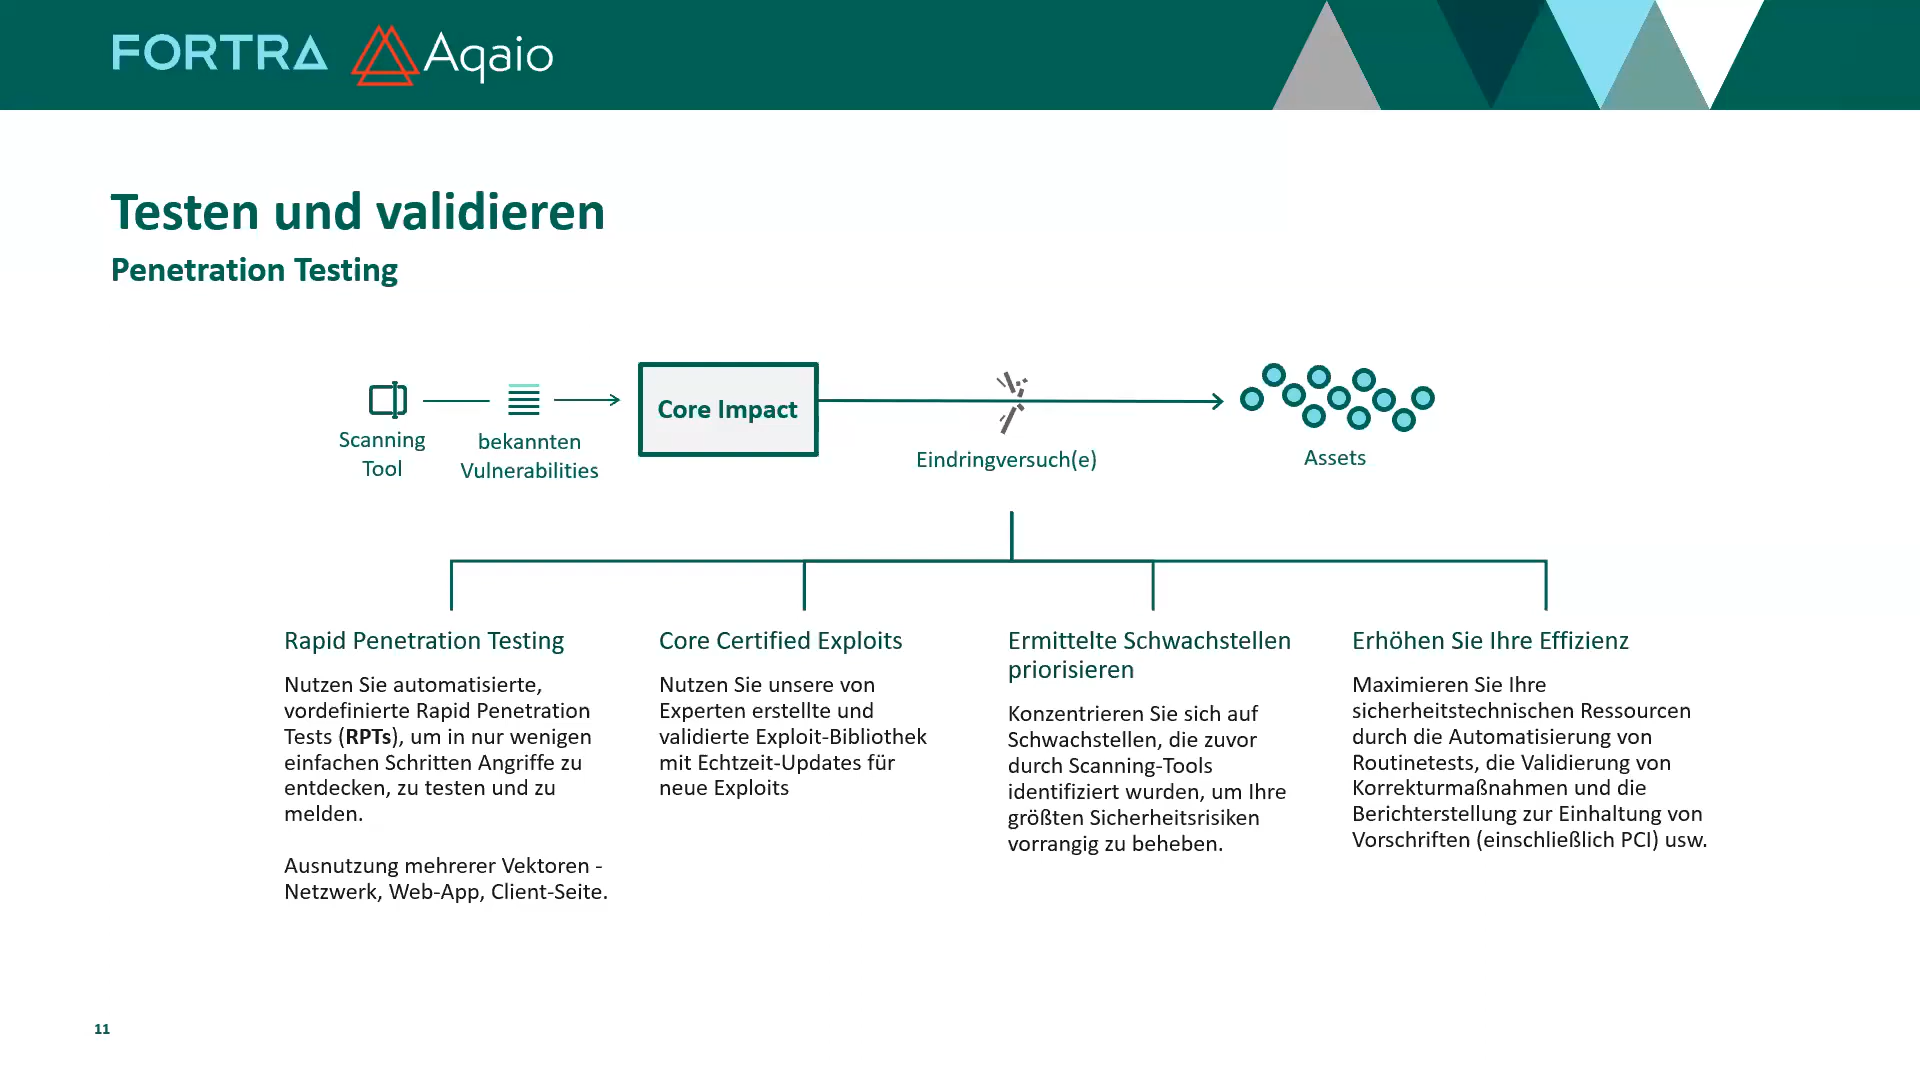 FORTRA Aqaio
Testen und validieren
Penetration Testing
Scanning
Tool
bekannten
Vulnerabilities
Core Impact
Eindringversuch(e)
Assets
Rapid Penetration Testing
Nutzen Sie automatisierte,
vordefinierte Rapid Penetration
Tests (RPTs), um in nur wenigen
einfachen Schritten Angriffe zu
entdecken, zu testen und zu
melden.
Ausnutzung mehrerer Vektoren -
Netzwerk, Web-App, Client-Seite.
Core Certified Exploits
Nutzen Sie unsere von
Experten erstellte und
validierte Exploit-Bibliothek
mit Echtzeit-Updates für
neue Exploits
Ermittelte Schwachstellen
priorisieren
Konzentrieren Sie sich auf
Schwachstellen, die zuvor
durch Scanning-Tools
identifiziert wurden, um Ihre
größten Sicherheitsrisiken
vorrangig zu beheben.
Erhöhen Sie Ihre Effizienz
Maximieren Sie Ihre
sicherheitstechnischen Ressourcen
durch die Automatisierung von
Routinetests, die Validierung von
Korrekturmaßnahmen und die
Berichterstellung zur Einhaltung von
Vorschriften (einschließlich PCI) usw.
11